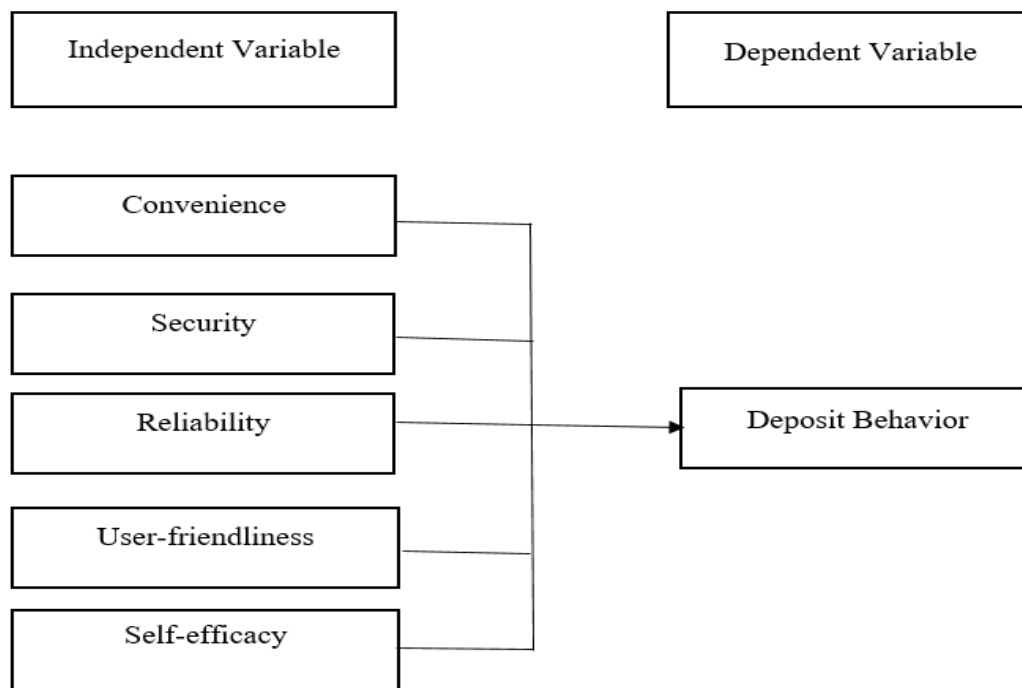 Independent Variable
Dependent Variable
Convenience
Security
Reliability
Deposit Behavior
User-friendliness
Self-efficacy